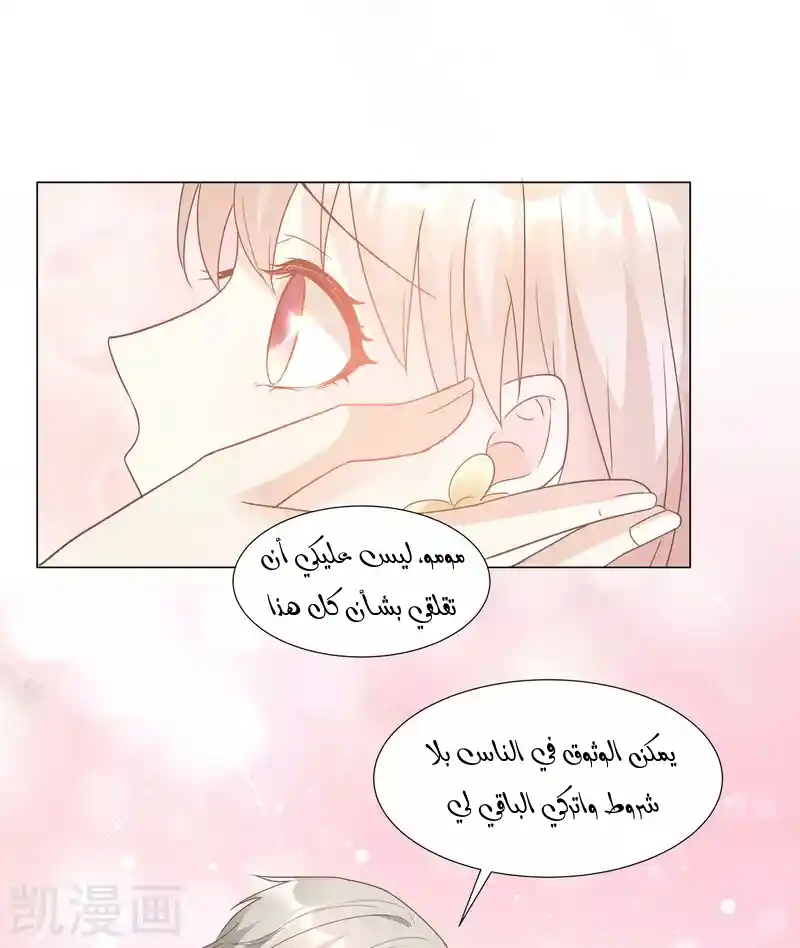 مومو، ليس عليكي أن
تقلقي بشأن كل هذا
يمكن الوثوق في الناس بلا
شروط واتركي الباقي لي
凯漫画